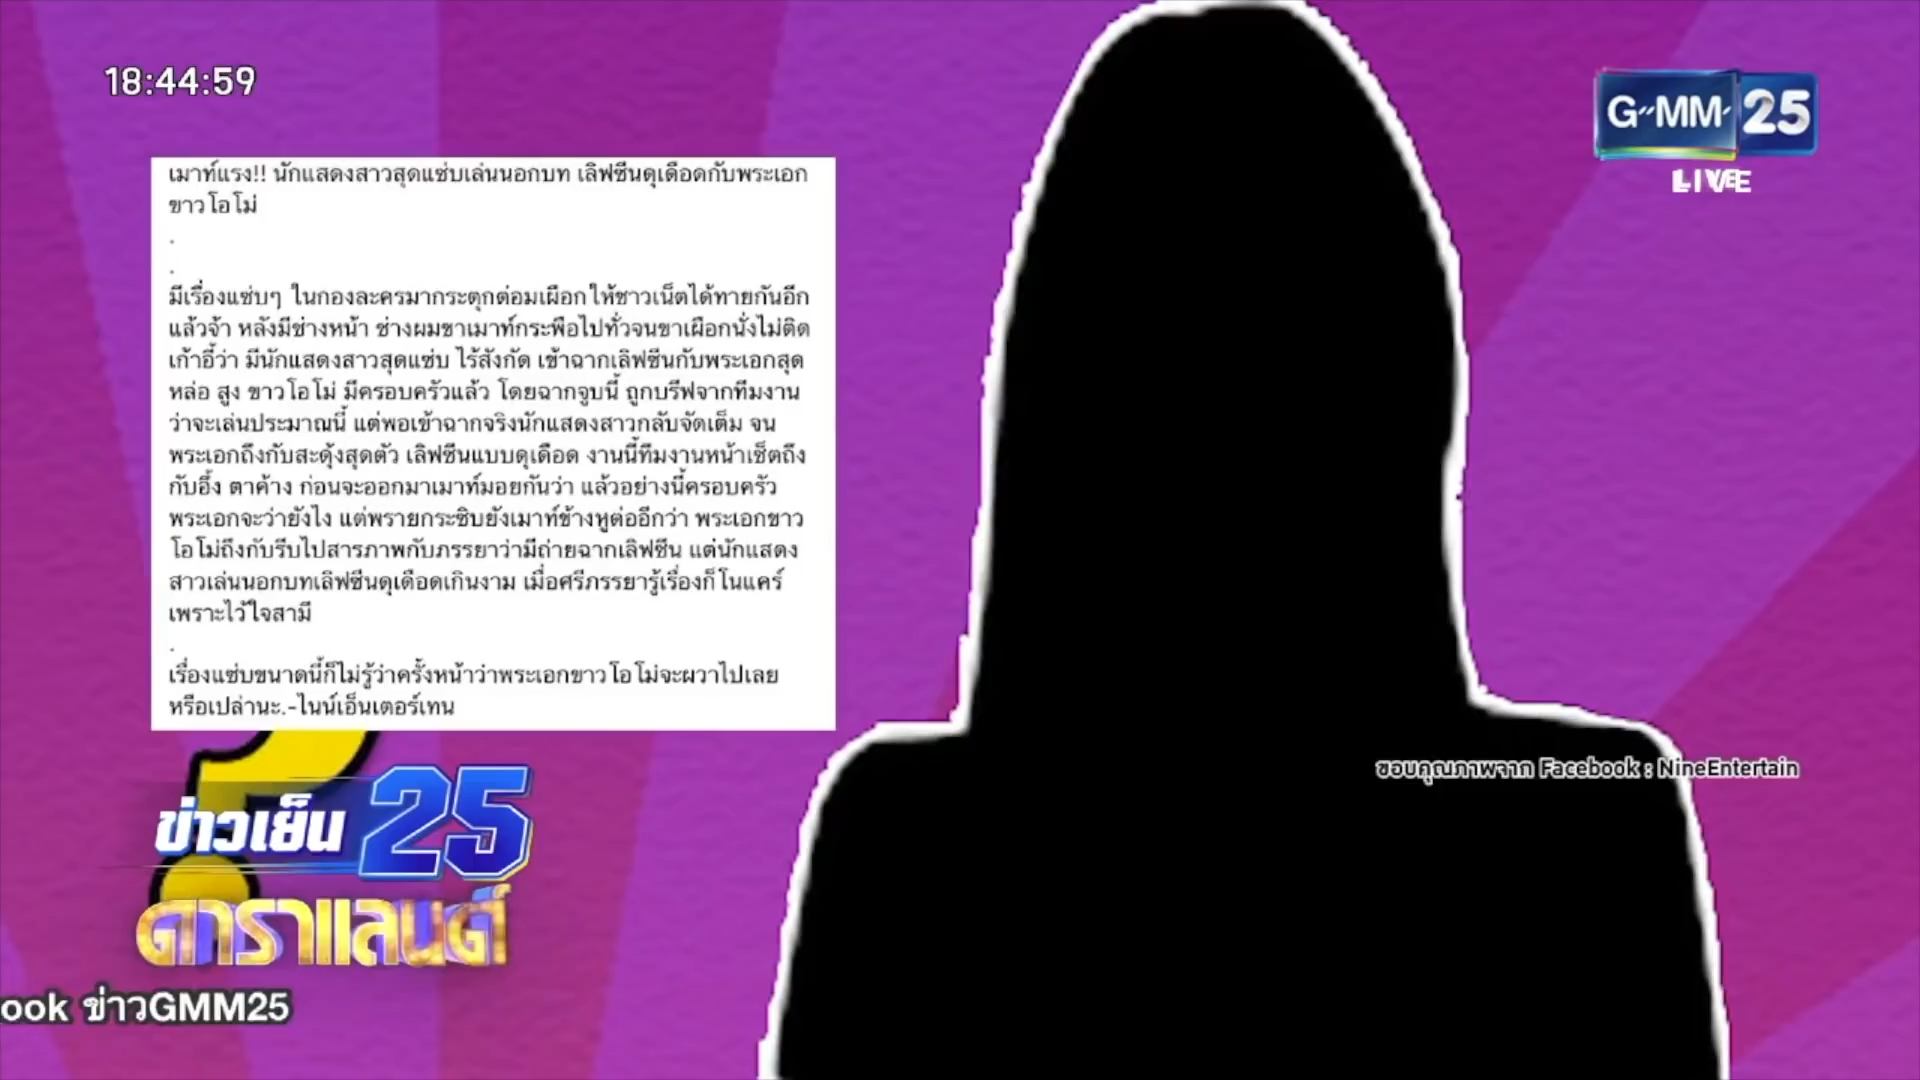 18:44:59
GMM 25
LIVE
เมาท์แรง!! นักแสดงสาวสุดแซ่บเล่นนอกบท เลิฟซีนดุเดือดกับพระเอก
ขาวโอโม่
.
.
มีเรื่องแซ่บๆ ในกองละครมากระตุกต่อมเผือกให้ชาวเน็ตได้ทายกันอีก
แล้วจ้า หลังมีช่างหน้า ช่างผมขาเมาท์กระพือไปทั่วจนขาเผือกนั่งไม่ติด
เก้าอี้ว่า มีนักแสดงสาวสุดแซ่บ ไร้สังกัด เข้าฉากเลิฟซีนกับพระเอกสุด
หล่อ สูง ขาวโอโม่ มีครอบครัวแล้ว โดยฉากจูบนี้ ถูกบรีฟจากทีมงาน
ว่าจะเล่นประมาณนี้ แต่พอเข้าฉากจริงนักแสดงสาวกลับจัดเต็ม จน
พระเอกถึงกับสะดุ้งสุดตัว เลิฟซีนแบบดุเดือด งานนี้ทีมงานหน้าเซ็ตถึง
กับอึ้ง ตาค้าง ก่อนจะออกมาเมาท์มอยกันว่า แล้วอย่างนี้ครอบครัว
พระเอกจะว่ายังไง แต่พรายกระซิบยังเมาท์ข้างหูต่ออีกว่า พระเอกขาว
โอโม่ถึงกับรีบไปสารภาพกับภรรยาว่ามีถ่ายฉากเลิฟซีน แต่นักแสดง
สาวเล่นนอกบทเลิฟซีนดุเดือดเกินงาม เมื่อศรีภรรยารู้เรื่องก็โนแคร์
เพราะไว้ใจสามี
.
เรื่องแซ่บขนาดนี้ก็ไม่รู้ว่าครั้งหน้าว่าพระเอกขาวโอโม่จะผวาไปเลย
หรือเปล่านะ.-ไนน์เอ็นเตอร์เทน
ขอบคุณภาพจาก Facebook : NineEntertain
ข่าวเย็น 25
ดาราแลนด์
ook ข่าวGMM25